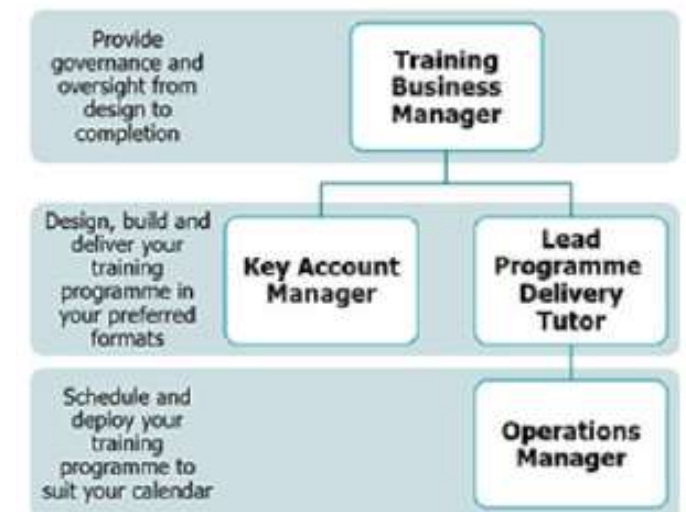 Provide
governance and
oversight from
design to
completion
Training
Business
Manager
Design, build and
deliver your
training
programme in
your preferred
formats
Key Account
Manager
Lead
Programme
Delivery
Tutor
Schedule and
deploy your
training
programme to
suit your calendar
Operations
Manager